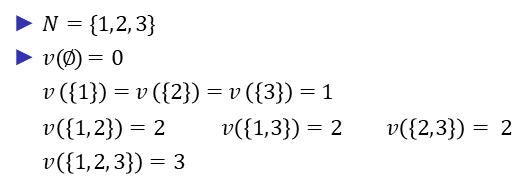 ▶ N = {1,2,3}
▶ v(∅) = 0
v({1}) = v({2}) = v({3}) = 1
v({1,2}) = 2 v({1,3}) = 2 v({2,3}) = 2
v({1,2,3}) = 3